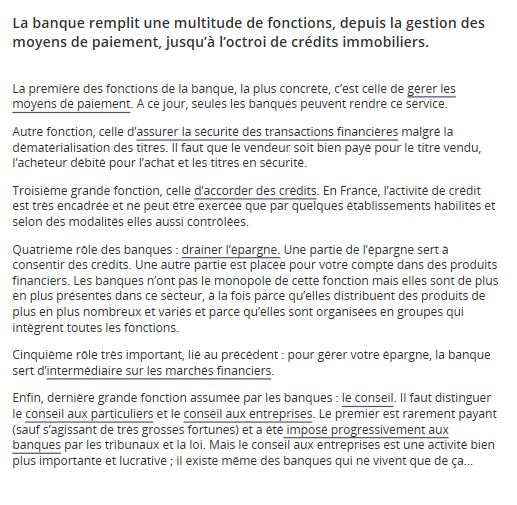 La banque remplit une multitude de fonctions, depuis la gestion des
moyens de paiement, jusqu'à l'octroi de crédits immobiliers.
La première des fonctions de la banque, la plus concrète, c'est celle de gérer les
moyens de paiement. A ce jour, seules les banques peuvent rendre ce service.
Autre fonction, celle d'assurer la sécurité des transactions financières malgré la
dématérialisation des titres. Il faut que le vendeur soit bien payé pour le titre vendu,
l'acheteur débité pour l'achat et les titres en sécurité.
Troisième grande fonction, celle d'accorder des crédits. En France, l'activité de crédit
est très encadrée et ne peut être exercée que par quelques établissements habilités et
selon des modalités elles aussi contrôlées.
Quatrième rôle des banques : drainer l'épargne. Une partie de l'épargne sert à
consentir des crédits. Une autre partie est placée pour votre compte dans des produits
financiers. Les banques n'ont pas le monopole de cette fonction mais elles sont de plus
en plus présentes dans ce secteur, à la fois parce qu'elles distribuent des produits de
plus en plus nombreux et variés et parce qu'elles sont organisées en groupes qui
intègrent toutes les fonctions.
Cinquième rôle très important, lié au précédent : pour gérer votre épargne, la banque
sert d'intermédiaire sur les marchés financiers.
Enfin, dernière grande fonction assumée par les banques : le conseil. Il faut distinguer
le conseil aux particuliers et le conseil aux entreprises. Le premier est rarement payant
(sauf s'agissant de très grosses fortunes) et a été imposé progressivement aux
banques par les tribunaux et la loi. Mais le conseil aux entreprises est une activité bien
plus importante et lucrative ; il existe même des banques qui ne vivent que de ça...